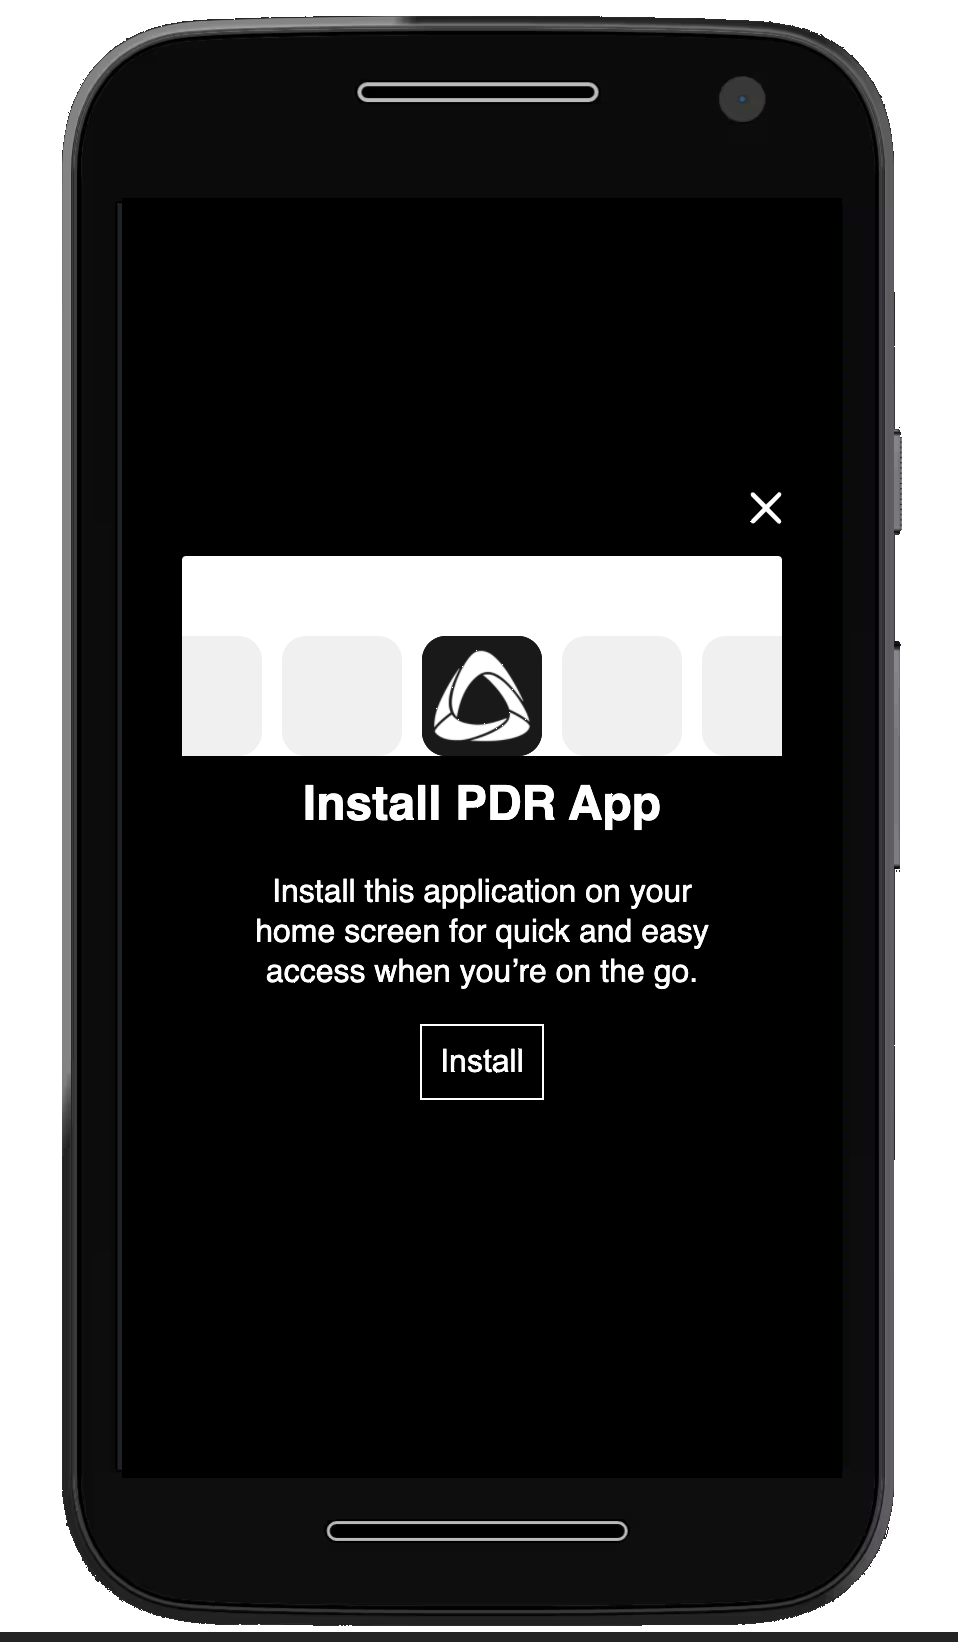 Install PDR App
Install this application on your
home screen for quick and easy
access when you’re on the go.
Install